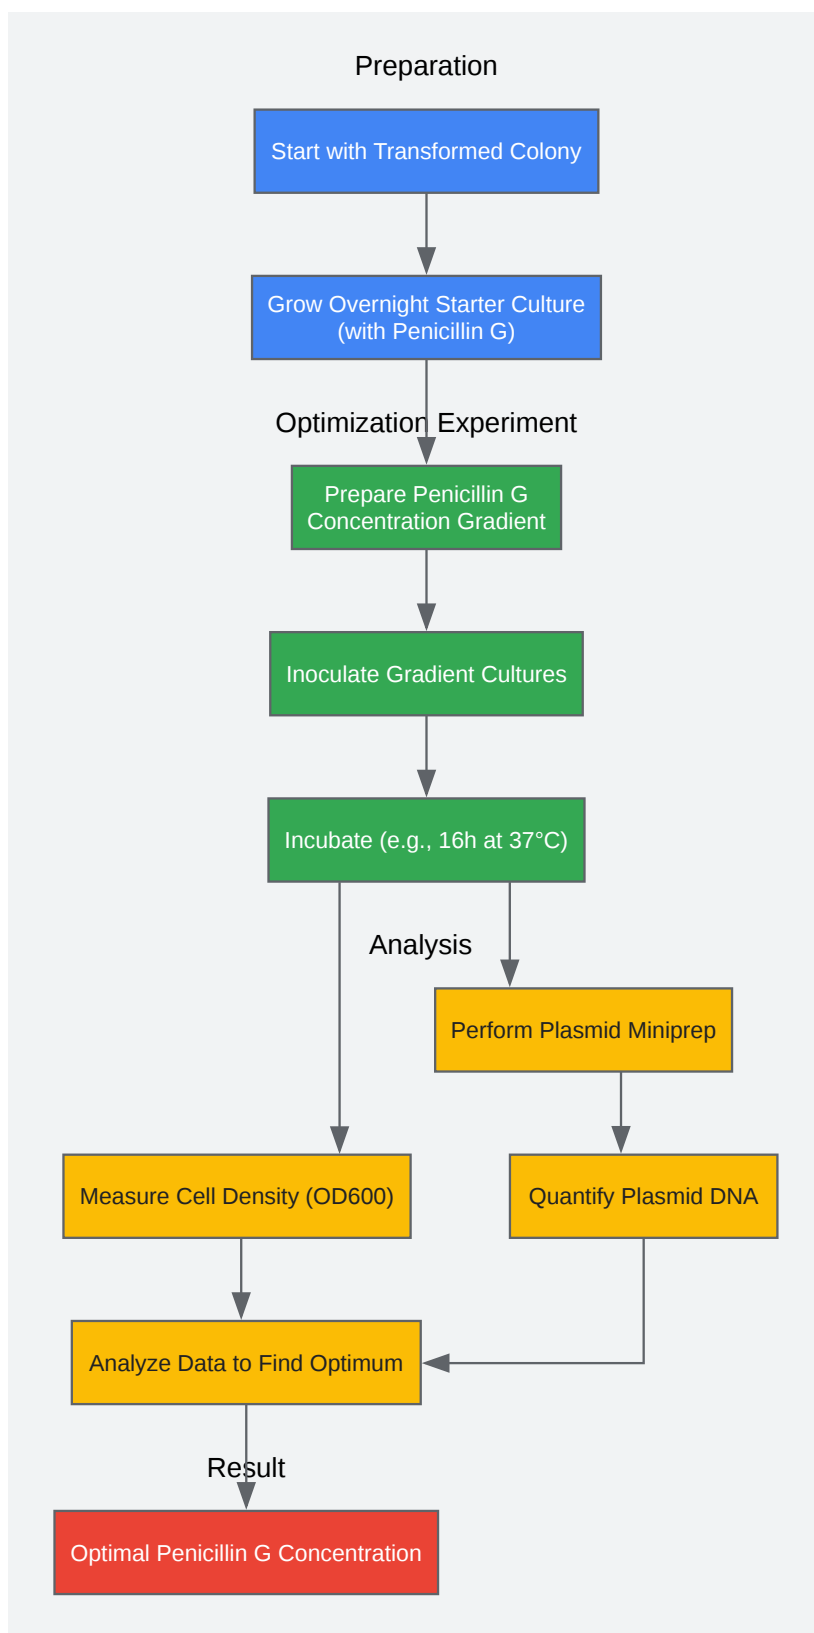 Preparation
Start with Transformed Colony
Grow Overnight Starter Culture
(with Penicillin G)
Optimization Experiment
Prepare Penicillin G
Concentration Gradient
Inoculate Gradient Cultures
Incubate (e.g., 16h at 37°C)
Analysis
Perform Plasmid Miniprep
Measure Cell Density (OD600)
Quantify Plasmid DNA
Analyze Data to Find Optimum
Result
Optimal Penicillin G Concentration